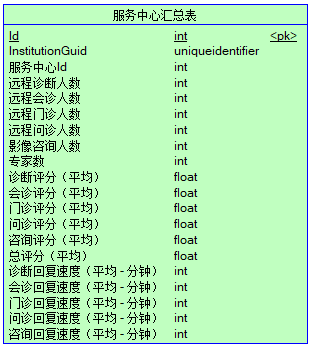 服务中心汇总表
Id int <pk>
InstitutionGuid uniqueidentifier
服务中心Id int
远程诊断人数 int
远程会诊人数 int
远程门诊人数 int
远程问诊人数 int
影像咨询人数 int
专家数 int
诊断评分（平均） float
会诊评分（平均） float
门诊评分（平均） float
问诊评分（平均） float
咨询评分（平均） float
总评分（平均） float
诊断回复速度（平均-分钟） int
会诊回复速度（平均-分钟） int
门诊回复速度（平均-分钟） int
问诊回复速度（平均-分钟） int
咨询回复速度（平均-分钟） int